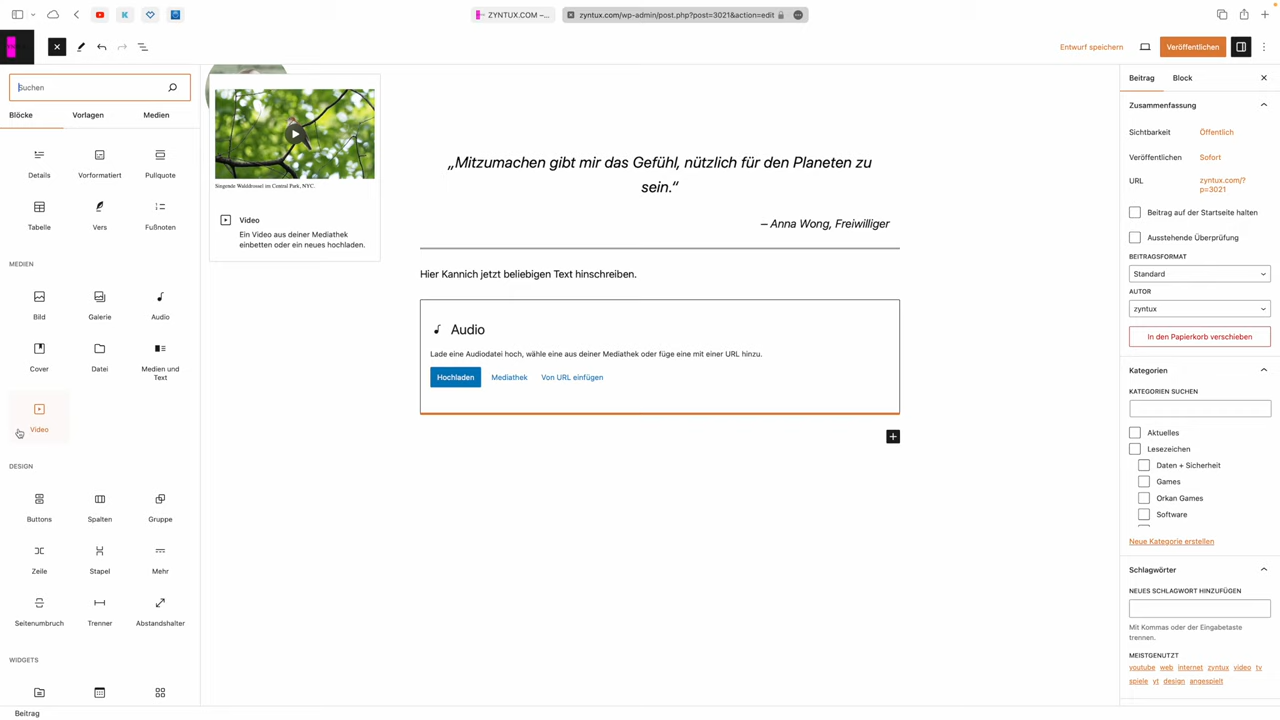 ZYNTUX.COM –...
zyntux.com/wp-admin/post.php?post=3021&action=edit
Entwurf speichern
Veröffentlichen
Suchen
Blöcke
Vorlagen
Medien
Details
Vorformatiert
Pullquote
Tabelle
Vers
Fußnoten
MEDIEN
Bild
Galerie
Audio
Cover
Datei
Medien und
Text
Video
DESIGN
Buttons
Spalten
Gruppe
Zeile
Stapel
Mehr
Seitenumbruch
Trenner
Abstandshalter
WIDGETS
Singende Walddrossel im Central Park, NYC.
Video
Ein Video aus deiner Mediathek
einbetten oder ein neues hochladen.
„Mitzumachen gibt mir das Gefühl, nützlich für den Planeten zu
sein.“
— Anna Wong, Freiwilliger
Hier Kannich jetzt beliebigen Text hinschreiben.
Audio
Lade eine Audiodatei hoch, wähle eine aus deiner Mediathek oder füge eine mit einer URL hinzu.
Hochladen
Mediathek
Von URL einfügen
Beitrag
Block
Zusammenfassung
Sichtbarkeit
Öffentlich
Veröffentlichen
Sofort
URL
zyntux.com/?
p=3021
Beitrag auf der Startseite halten
Ausstehende Überprüfung
BEITRAGSFORMAT
Standard
AUTOR
zyntux
In den Papierkorb verschieben
Kategorien
KATEGORIEN SUCHEN
Aktuelles
Lesezeichen
Daten + Sicherheit
Games
Orkan Games
Software
Neue Kategorie erstellen
Schlagwörter
NEUES SCHLAGWORT HINZUFÜGEN
Mit Kommas oder der Eingabetaste
trennen.
MEISTGENUTZT
youtube web internet zyntux video tv
spiele yt design angespielt
Beitrag